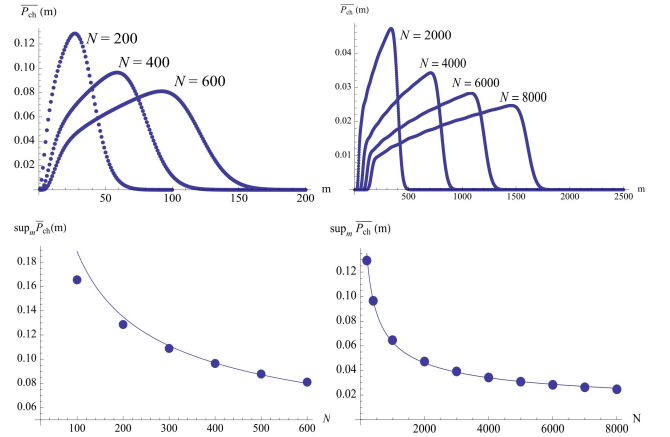 P̅ch (m)
0.12
0.10
0.08
0.06
0.04
0.02
N = 200
N = 400
N = 600
50
100
150
200
m
P̅ch (m)
0.04
0.03
0.02
0.01
N = 2000
N = 4000
N = 6000
N = 8000
500
1000
1500
2000
2500
m
supm P̅ch(m)
0.18
0.16
0.14
0.12
0.10
0.08
0.06
100
200
300
400
500
600
N
supm P̅ch (m)
0.12
0.10
0.08
0.06
0.04
0.02
2000
4000
6000
8000
N